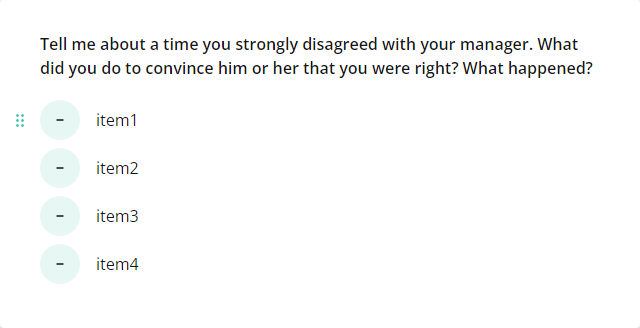 Tell me about a time you strongly disagreed with your manager. What
did you do to convince him or her that you were right? What happened?
- item1
- item2
- item3
- item4